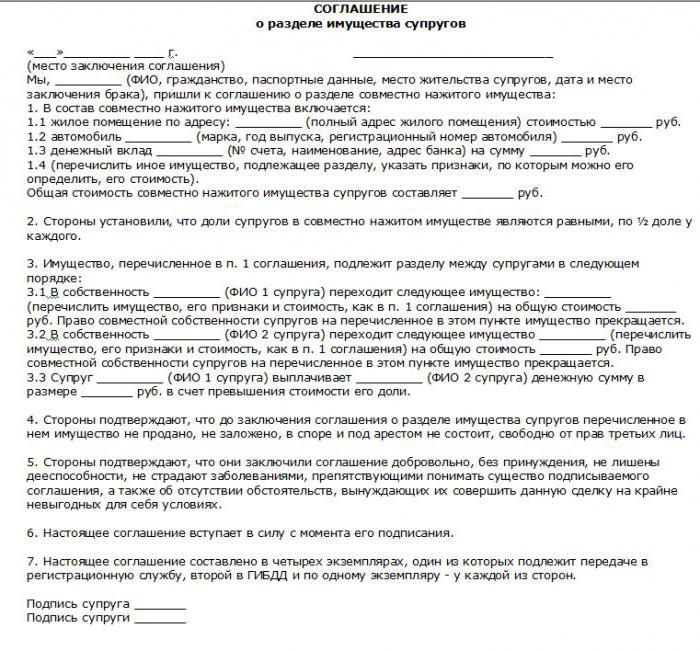 СОГЛАШЕНИЕ
о разделе имущества супругов
«___»__________ ____ г. _____________________________
(место заключения соглашения)
Мы, __________ (ФИО, гражданство, паспортные данные, место жительства супругов, дата и место
заключения брака), пришли к соглашению о разделе совместно нажитого имущества:
1. В состав совместно нажитого имущества включается:
1.1 жилое помещение по адресу: __________ (полный адрес жилого помещения) стоимостью ________ руб.
1.2 автомобиль __________ (марка, год выпуска, регистрационный номер автомобиля) ________ руб.
1.3 денежный вклад __________ (№ счета, наименование, адрес банка) на сумму ________ руб.
1.4 (перечислить иное имущество, подлежащее разделу, указать признаки, по которым можно его
определить, его стоимость).
Общая стоимость совместно нажитого имущества супругов составляет ________ руб.
2. Стороны установили, что доли супругов в совместно нажитом имуществе являются равными, по ½ доле у
каждого.
3. Имущество, перечисленное в п. 1 соглашения, подлежит разделу между супругами в следующем
порядке:
3.1 В собственность __________ (ФИО 1 супруга) переходит следующее имущество: __________
(перечислить имущество, его признаки и стоимость, как в п. 1 соглашения) на общую стоимость ________
руб. Право совместной собственности супругов на перечисленное в этом пункте имущество прекращается.
3.2 В собственность __________ (ФИО 2 супруга) переходит следующее имущество __________ (перечислить
имущество, его признаки и стоимость, как в п. 1 соглашения) на общую стоимость ________ руб. Право
совместной собственности супругов на перечисленное в этом пункте имущество прекращается.
3.3 Супруг __________ (ФИО 1 супруга) выплачивает __________ (ФИО 2 супруга) денежную сумму в
размере ________ руб. в счет превышения стоимости его доли.
4. Стороны подтверждают, что до заключения соглашения о разделе имущества супругов перечисленное в
нем имущество не продано, не заложено, в споре и под арестом не состоит, свободно от прав третьих лиц.
5. Стороны подтверждают, что они заключили соглашение добровольно, без принуждения, не лишены
дееспособности, не страдают заболеваниями, препятствующими понимать существо подписываемого
соглашения, а также об отсутствии обстоятельств, вынуждающих их совершить данную сделку на крайне
невыгодных для себя условиях.
6. Настоящее соглашение вступает в силу с момента его подписания.
7. Настоящее соглашение составлено в четырех экземплярах, один из которых подлежит передаче в
регистрационную службу, второй в ГИБДД и по одному экземпляру - у каждой из сторон.
Подпись супруга ________
Подпись супруги ________